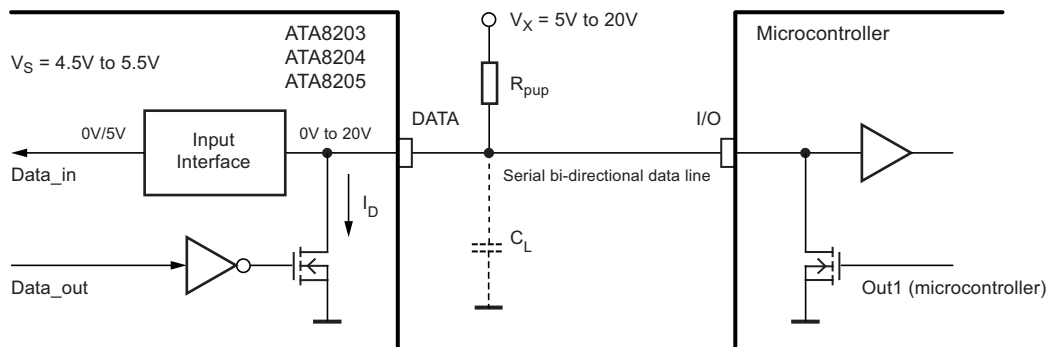 V_X = 5V to 20V
ATA8203
ATA8204
ATA8205
V_S = 4.5V to 5.5V
Microcontroller
R_pup
0V/5V
Input
Interface
0V to 20V
DATA
I/O
Data_in
Serial bi-directional data line
I_D
C_L
Data_out
Out1 (microcontroller)